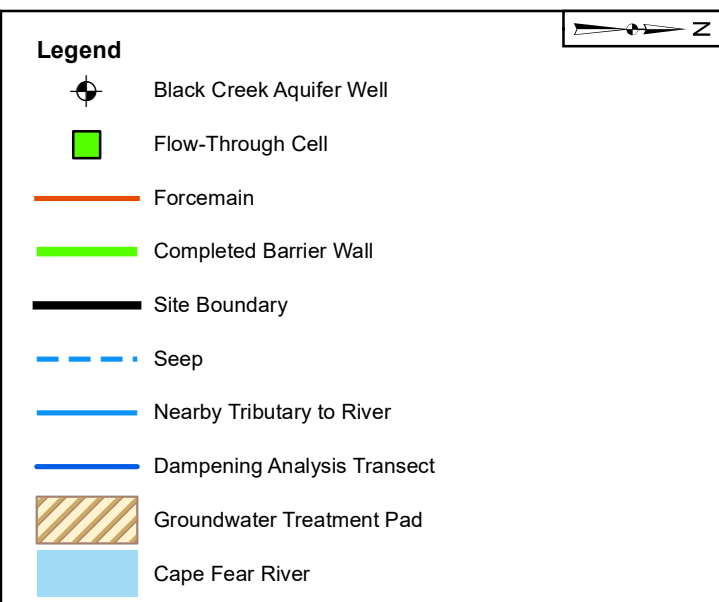 N
Legend
Black Creek Aquifer Well
Flow-Through Cell
Forcemain
Completed Barrier Wall
Site Boundary
Seep
Nearby Tributary to River
Dampening Analysis Transect
Groundwater Treatment Pad
Cape Fear River